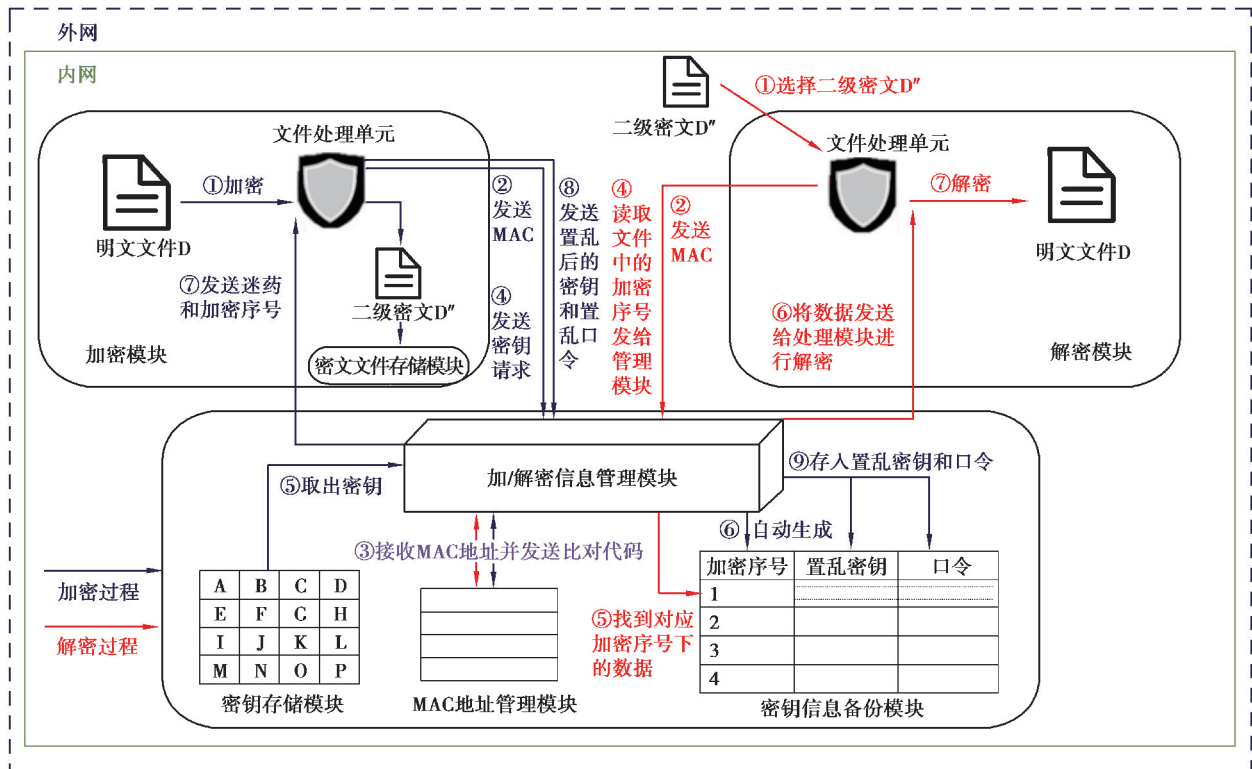 外网
内网
①选择二级密文D″
二级密文D″
文件处理单元
①加密
明文文件D
⑦发送迷药
和加密序号
二级密文D″
密文文件存储模块
加密模块
②
发送
MAC
④
发送
密钥
请求
⑧
发送
置乱
后的
密钥
和置
乱口
令
④
读取
文件
中的
加密
序号
发给
管理
模块
②
发送
MAC
文件处理单元
⑦解密
明文文件D
⑥将数据发送
给处理模块进
行解密
解密模块
加/解密信息管理模块
⑤取出密钥
⑨存入置乱密钥和口令
⑥ 自动生成
③接收MAC地址并发送比对代码
加密过程
解密过程
A B C D
E F G H
I J K L
M N O P
密钥存储模块
MAC地址管理模块
⑤找到对应
加密序号下
的数据
加密序号 置乱密钥 口令
1
2
3
4
密钥信息备份模块